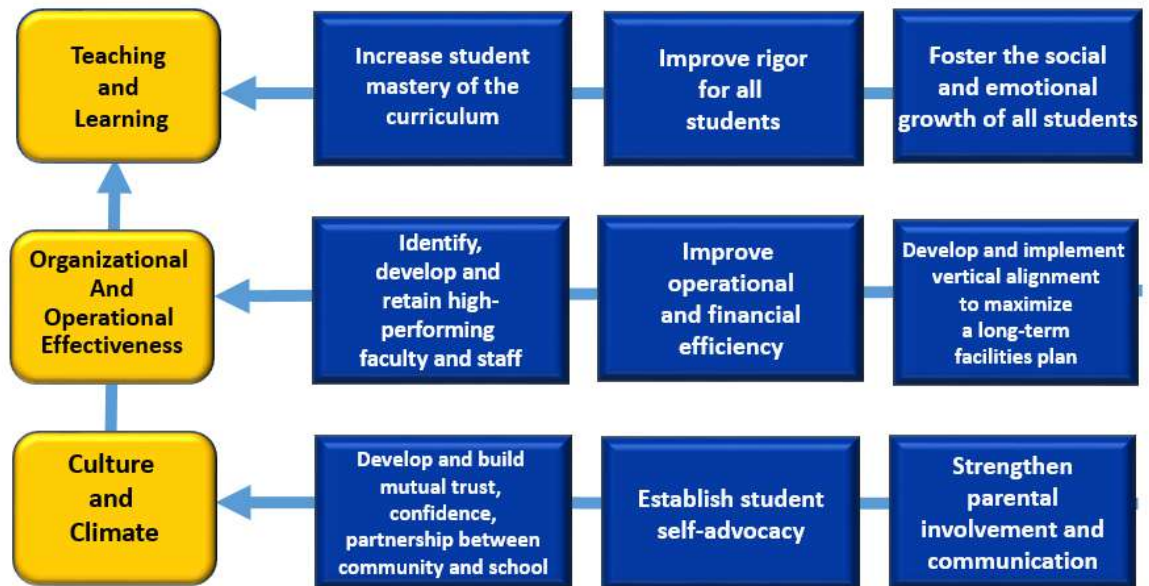 Teaching
and
Learning
Increase student
mastery of the
curriculum
Improve rigor
for all
students
Foster the social
and emotional
growth of all students
Organizational
And
Operational
Effectiveness
Identify,
develop and
retain high-
performing
faculty and staff
Improve
operational
and financial
efficiency
Develop and implement
vertical alignment
to maximize
a long-term
facilities plan
Culture
and
Climate
Develop and build
mutual trust,
confidence,
partnership between
community and school
Establish student
self-advocacy
Strengthen
parental
involvement and
communication